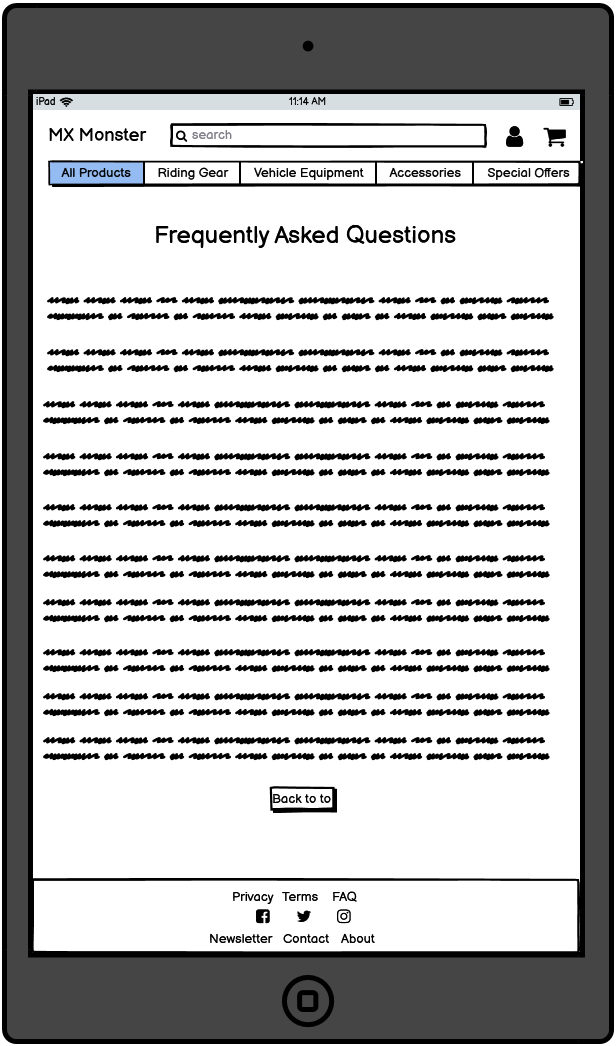 iPad 11:14 AM
MX Monster search
All Products Riding Gear Vehicle Equipment Accessories Special Offers
Frequently Asked Questions
Back to to
Privacy Terms FAQ
Newsletter Contact About